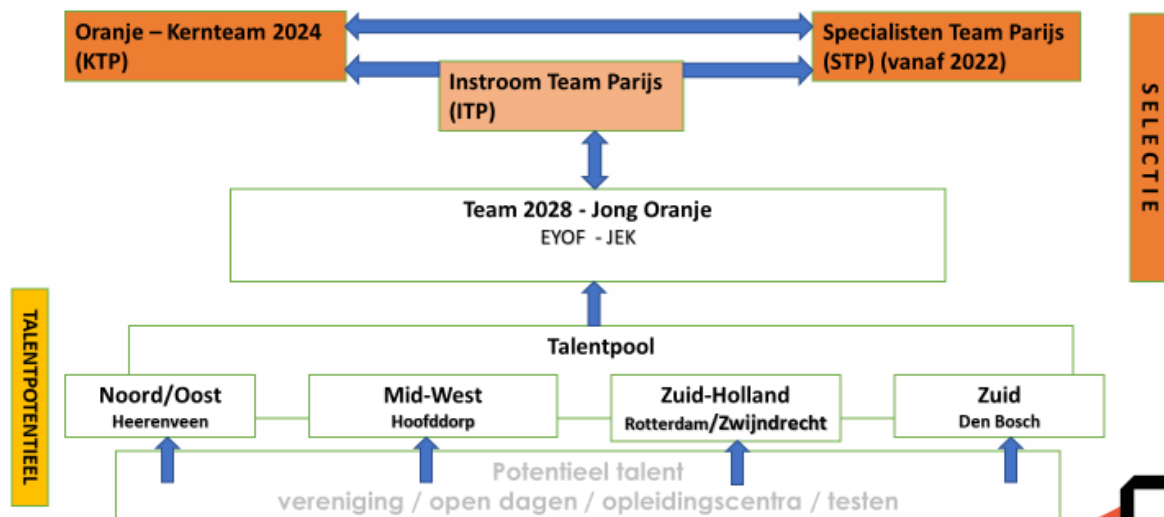 Oranje – Kernteam 2024
(KTP)
Specialisten Team Parijs
(STP) (vanaf 2022)
Instroom Team Parijs
(ITP)
SELECTIE
Team 2028 - Jong Oranje
EYOF - JEK
TALENTPOTENTIEEL
Talentpool
Noord/Oost
Heerenveen
Mid-West
Hoofddorp
Zuid-Holland
Rotterdam/Zwijndrecht
Zuid
Den Bosch
Potentieel talent
vereniging / open dagen / opleidingscentra / testen